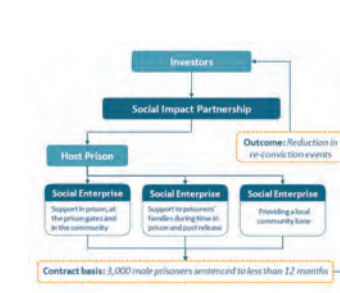 Investors
Social Impact Partnership
Outcome: Reduction in
re-conviction events
Host Prison
Social Enterprise
Support in prison, at
the prison gates and
in the community
Social Enterprise
Support to prisoners'
families during time in
prison and post release
Social Enterprise
Providing a local
community base
Contract basis: 3,000 male prisoners sentenced to less than 12 months